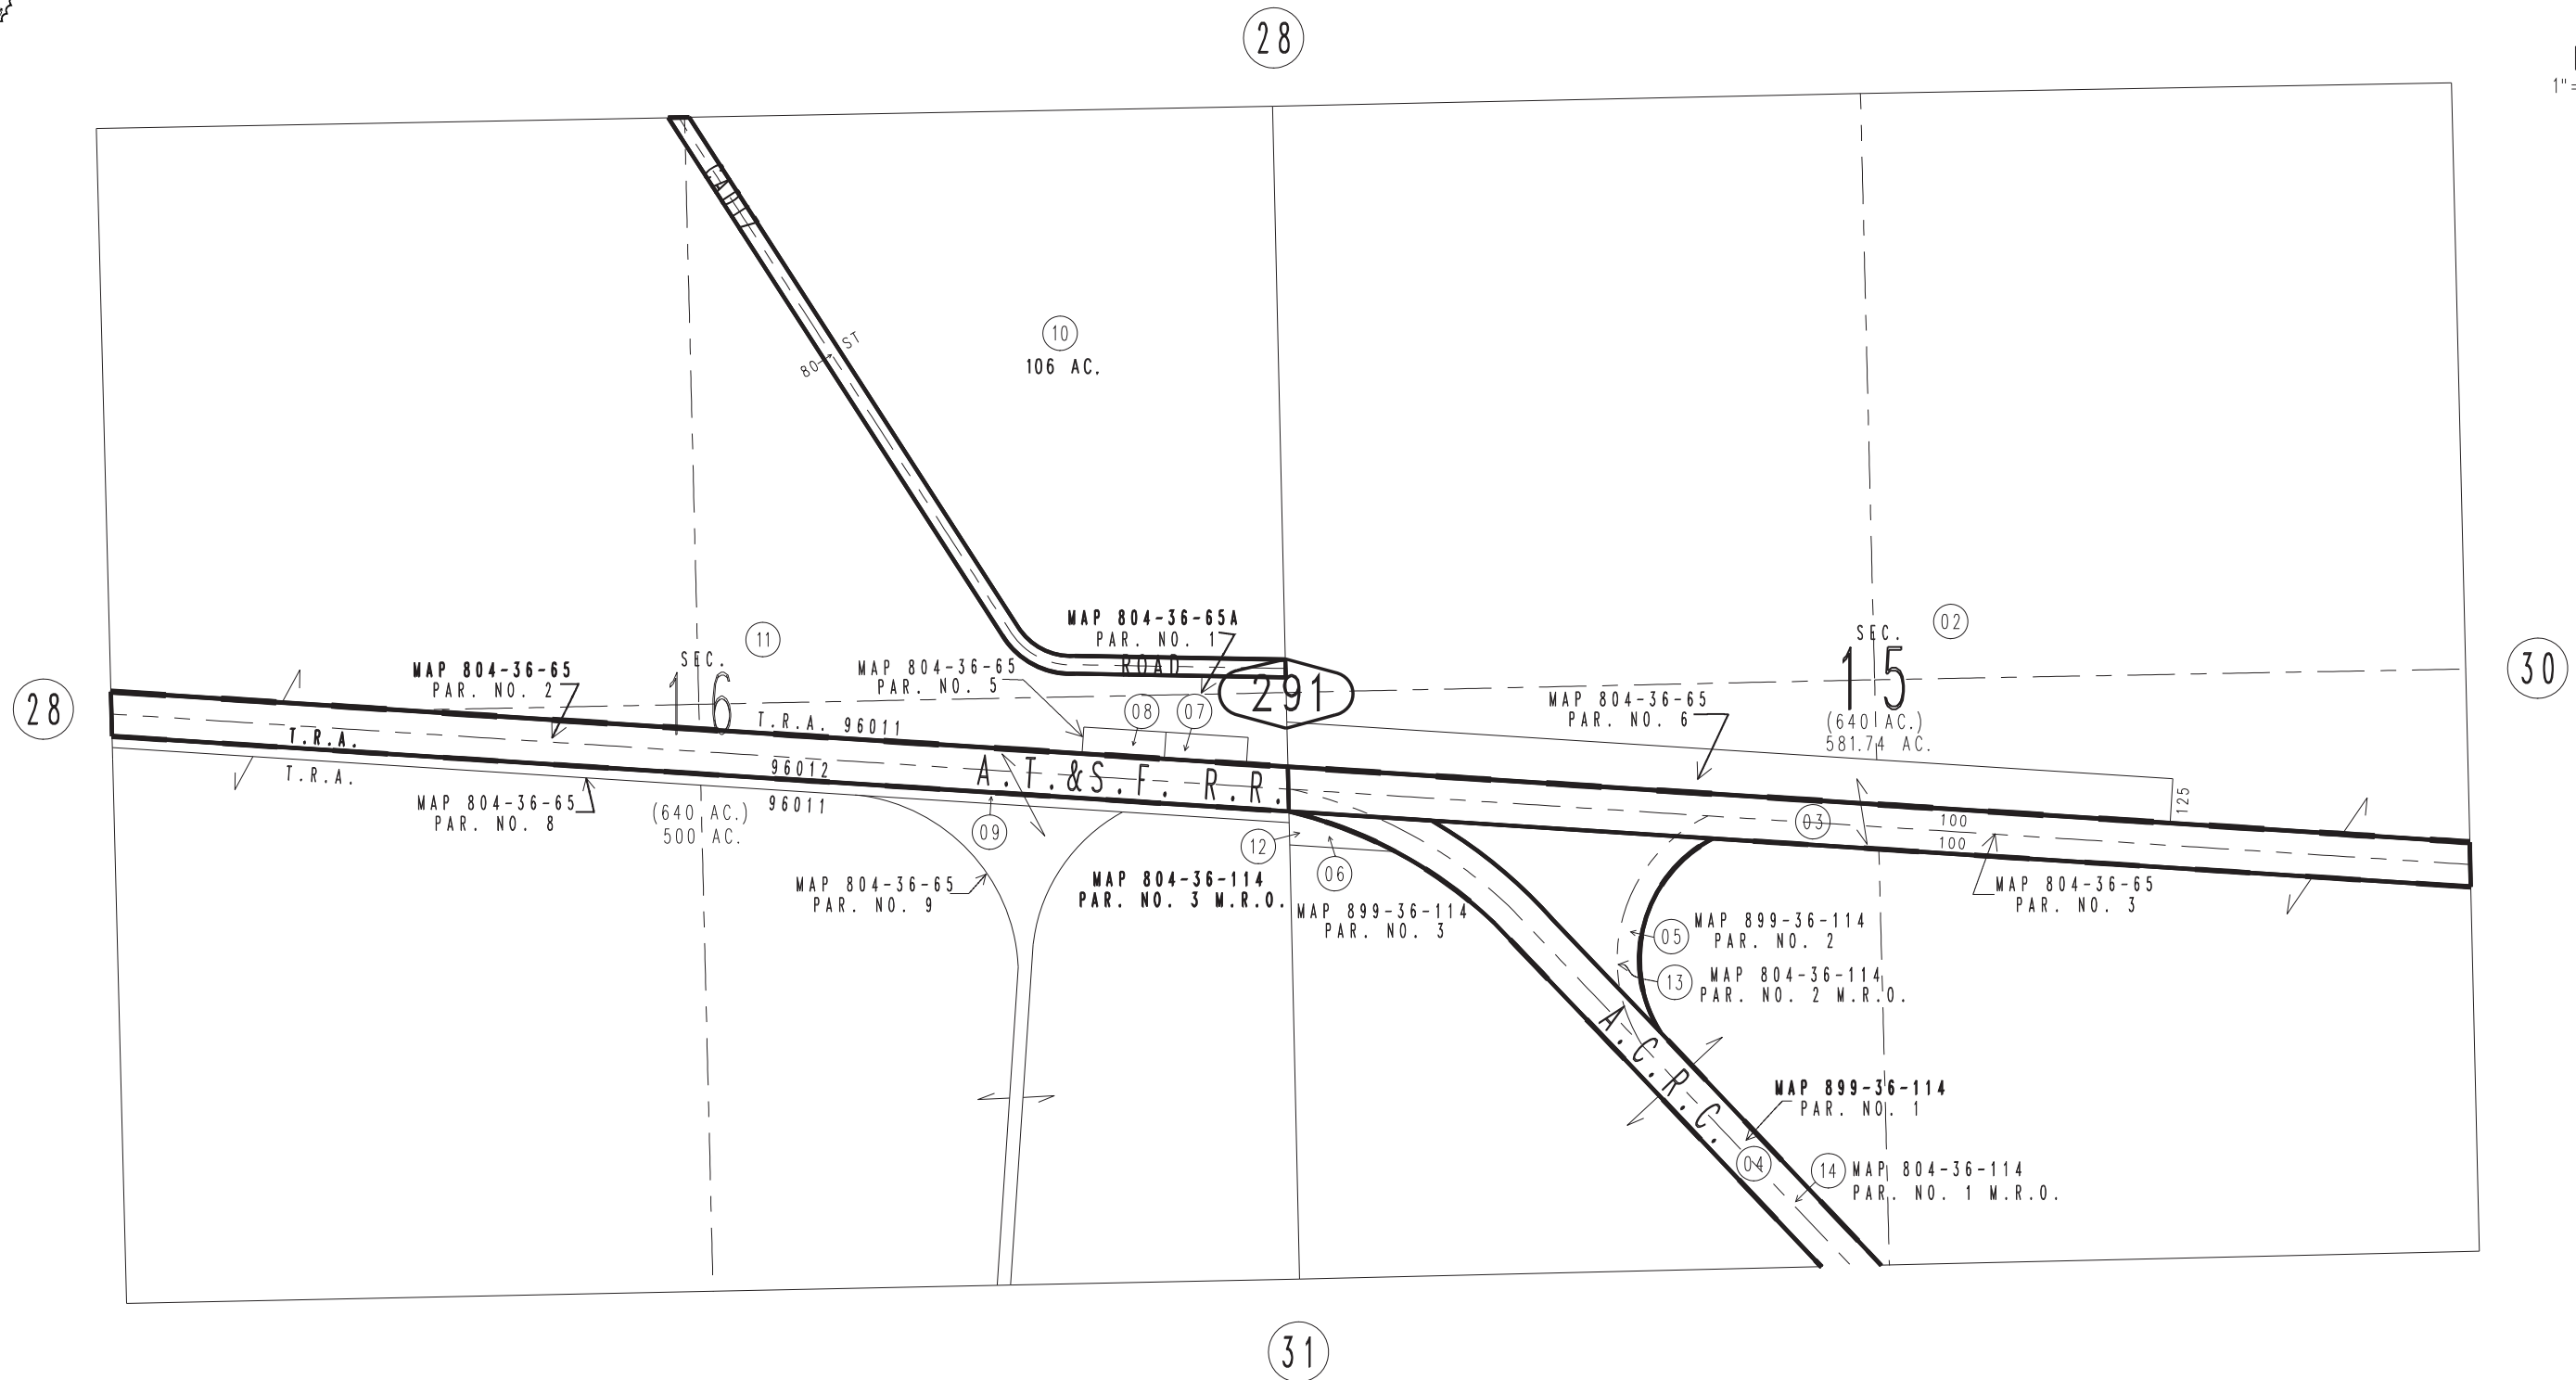 28
1"=
CADIZ
10
106 AC.
80
ST
02
SEC.
15
(640 AC.)
581.74 AC.
11
SEC.
16
MAP 804-36-65A
PAR. NO. 1
ROAD
MAP 804-36-65
PAR. NO. 2
MAP 804-36-65
PAR. NO. 5
08
07
291
MAP 804-36-65
PAR. NO. 6
28
30
T.R.A. 96011
T.R.A.
96012
T.R.A.
96011
A.T.&S.F. R.R.
125
100
100
03
MAP 804-36-65
PAR. NO. 8
(640 AC.)
500 AC.
09
12
06
MAP 804-36-65
PAR. NO. 9
MAP 804-36-114
PAR. NO. 3 M.R.O.
MAP 899-36-114
PAR. NO. 3
MAP 804-36-65
PAR. NO. 3
05
MAP 899-36-114
PAR. NO. 2
13
MAP 804-36-114
PAR. NO. 2 M.R.O.
A.C.R.C.
MAP 899-36-114
PAR. NO. 1
04
14
MAP 804-36-114
PAR. NO. 1 M.R.O.
31